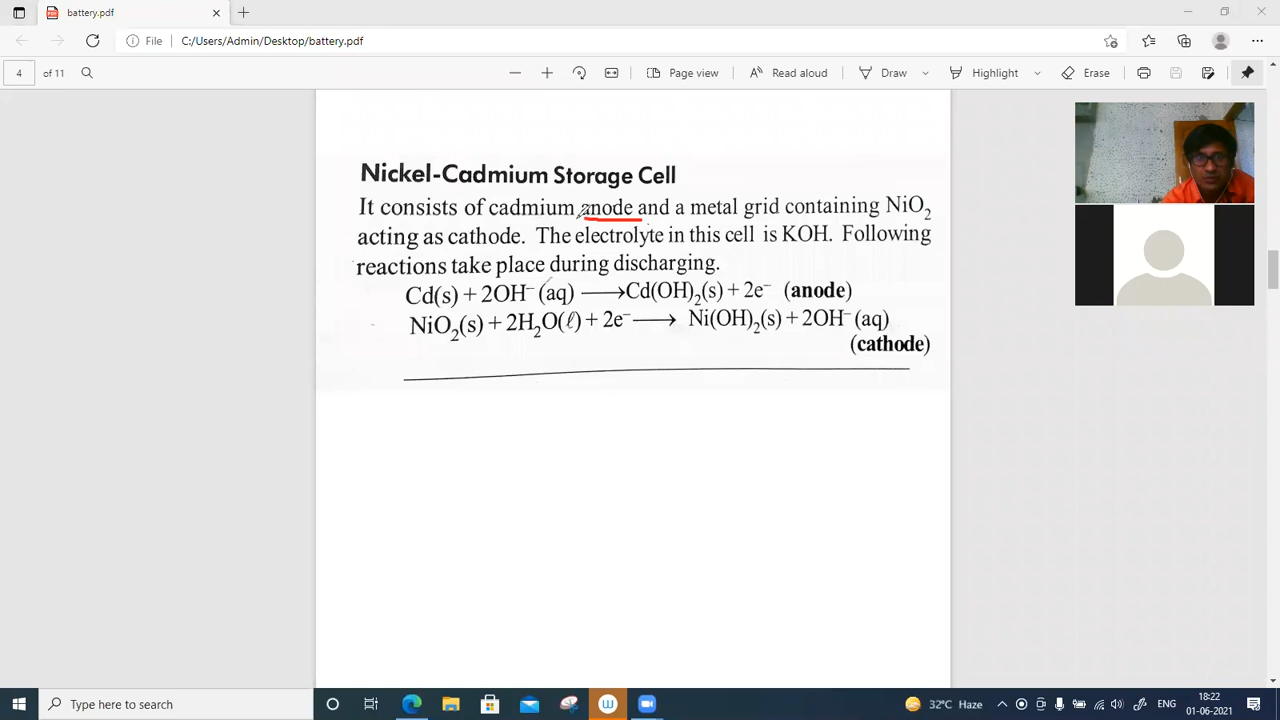 battery.pdf
File C:/Users/Admin/Desktop/battery.pdf
4 of 11 Page view Read aloud Draw Highlight Erase
Nickel-Cadmium Storage Cell
It consists of cadmium anode and a metal grid containing NiO₂
acting as cathode. The electrolyte in this cell is KOH. Following
reactions take place during discharging.
Cd(s) + 2OH⁻ (aq) ⟶ Cd(OH)₂(s) + 2e⁻ (anode)
NiO₂(s) + 2H₂O(ℓ) + 2e⁻ ⟶ Ni(OH)₂(s) + 2OH⁻ (aq)
(cathode)
Type here to search
32°C Haze
ENG
18:22
01-06-2021